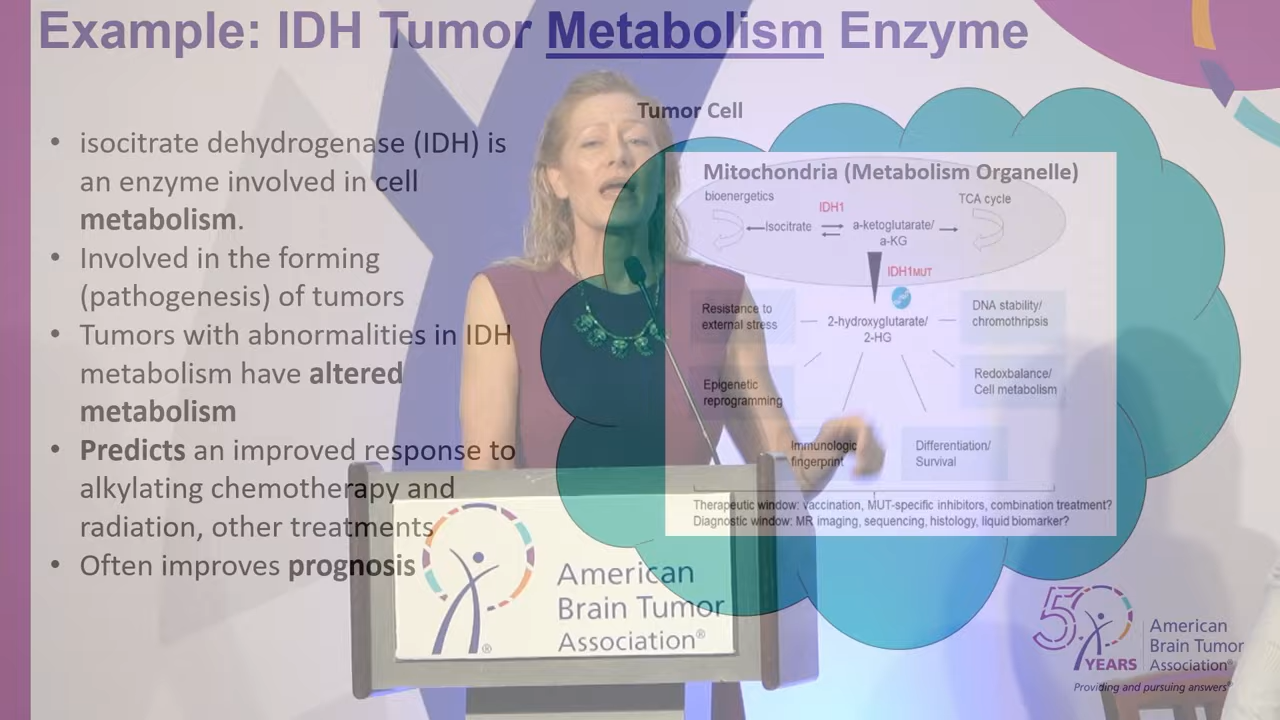 Example: IDH Tumor Metabolism Enzyme
• isocitrate dehydrogenase (IDH) is
an enzyme involved in cell
metabolism.
• Involved in the forming
(pathogenesis) of tumors
• Tumors with abnormalities in IDH
metabolism have altered
metabolism
• Predicts an improved response to
alkylating chemotherapy and
radiation, other treatments
• Often improves prognosis
Tumor Cell
Mitochondria (Metabolism Organelle)
bioenergetics
TCA cycle
IDH1
Isocitrate
a-ketoglutarate/
a-KG
IDH1MUT
Resistance to
external stress
2-hydroxyglutarate/
2-HG
DNA stability/
chromothripsis
Epigenetic
reprogramming
Redoxbalance/
Cell metabolism
Immunologic
fingerprint
Differentiation/
Survival
Therapeutic window: vaccination, MUT-specific inhibitors, combination treatment?
Diagnostic window: MR imaging, sequencing, histology, liquid biomarker?
American
Brain Tumor
Association®
50
YEARS
American
Brain Tumor
Association®
Providing and pursuing answers®